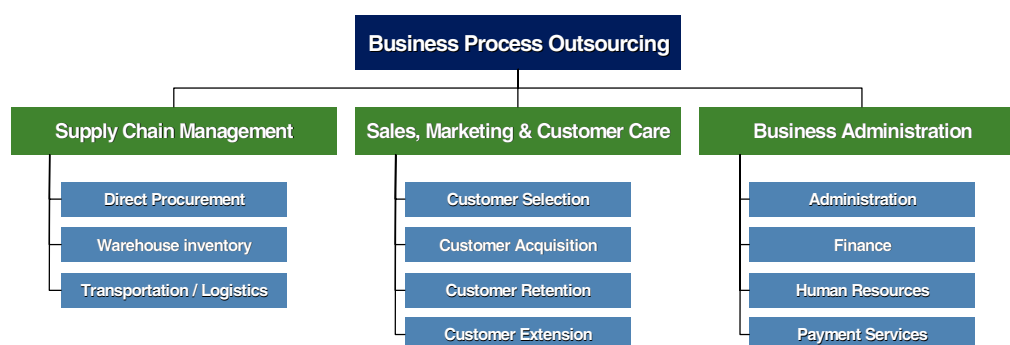 Business Process Outsourcing
Supply Chain Management
Direct Procurement
Warehouse inventory
Transportation / Logistics
Sales, Marketing & Customer Care
Customer Selection
Customer Acquisition
Customer Retention
Customer Extension
Business Administration
Administration
Finance
Human Resources
Payment Services